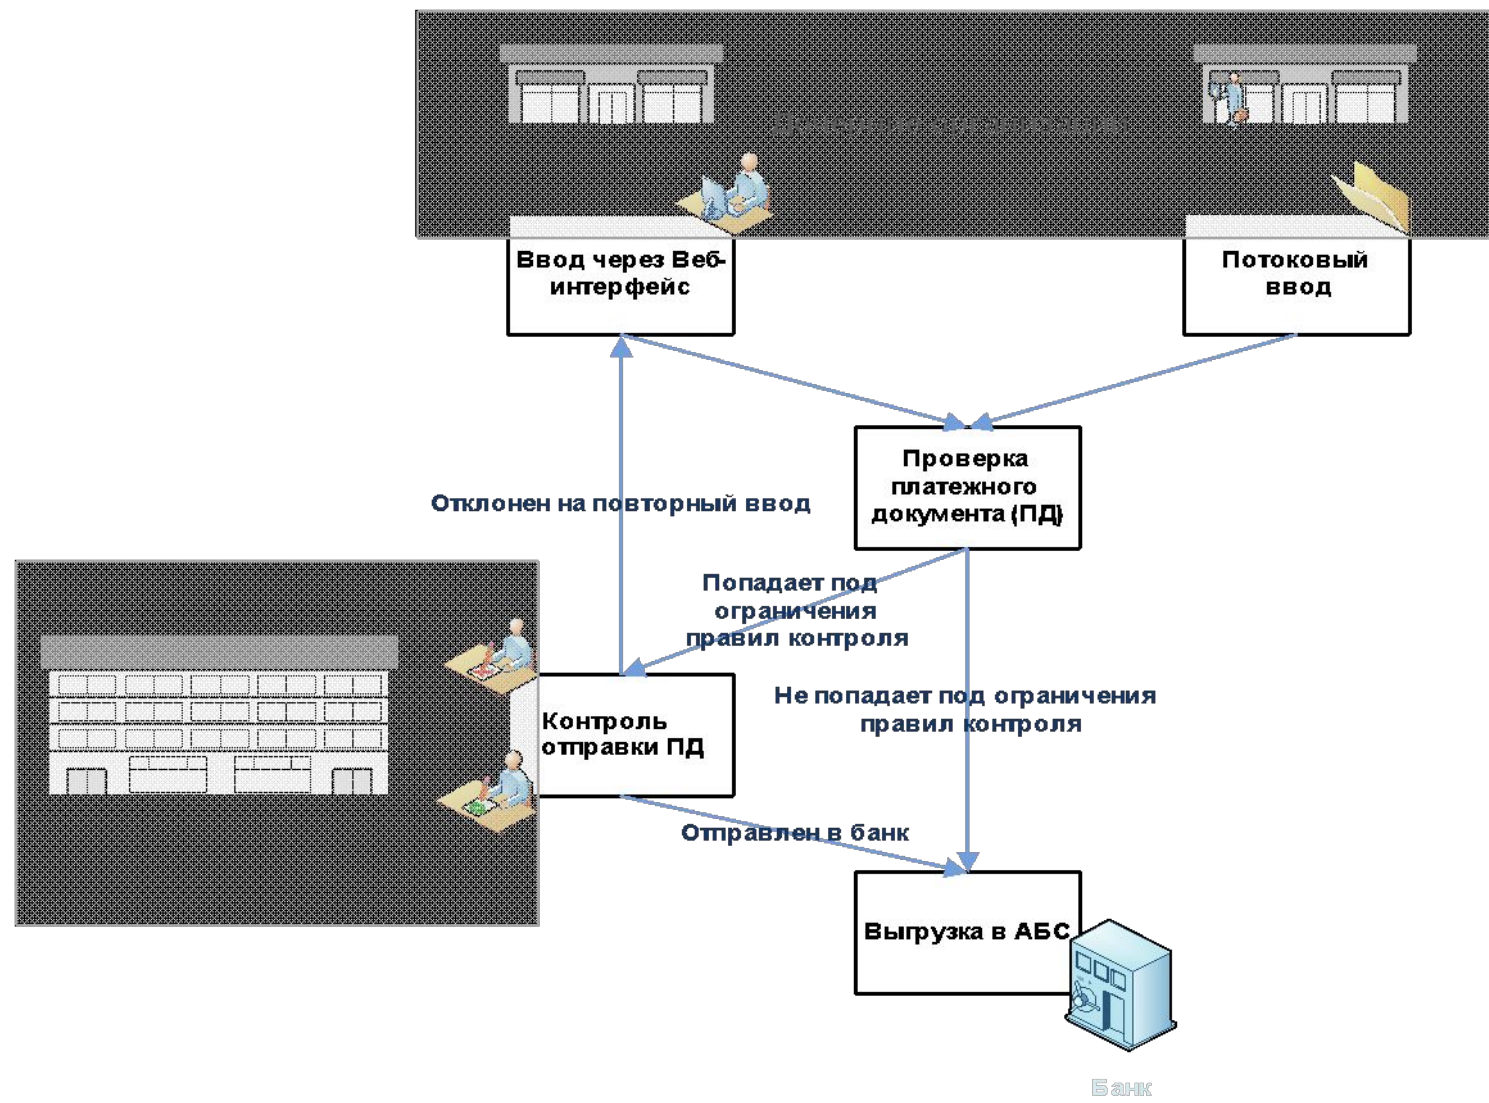 Ввод через Веб-
интерфейс
Потоковый
ввод
Проверка
платежного
документа (ПД)
Отклонен на повторный ввод
Попадает под
ограничения
правил контроля
Не попадает под ограничения
правил контроля
Контроль
отправки ПД
Отправлен в банк
Выгрузка в АБС
Банк